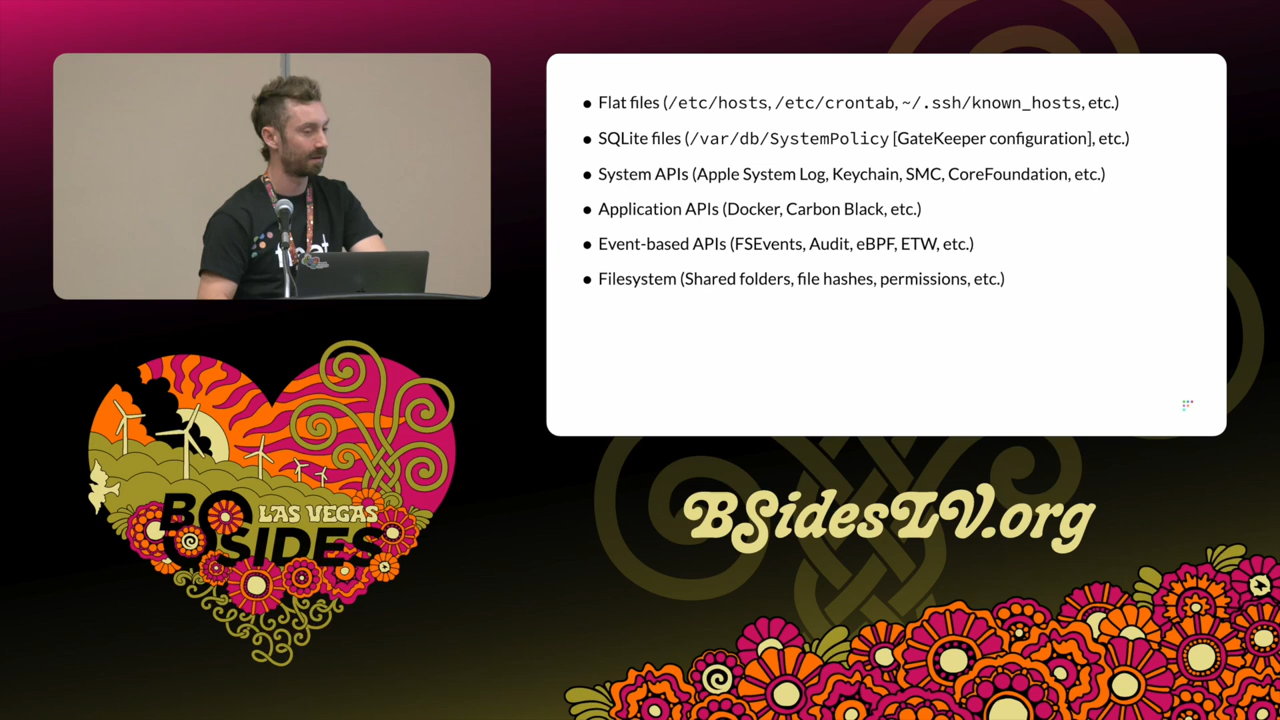 ● Flat files (/etc/hosts, /etc/crontab, ~/.ssh/known_hosts, etc.)
● SQLite files (/var/db/SystemPolicy [GateKeeper configuration], etc.)
● System APIs (Apple System Log, Keychain, SMC, CoreFoundation, etc.)
● Application APIs (Docker, Carbon Black, etc.)
● Event-based APIs (FSEvents, Audit, eBPF, ETW, etc.)
● Filesystem (Shared folders, file hashes, permissions, etc.)
LAS VEGAS
BSIDES
BSidesLV.org